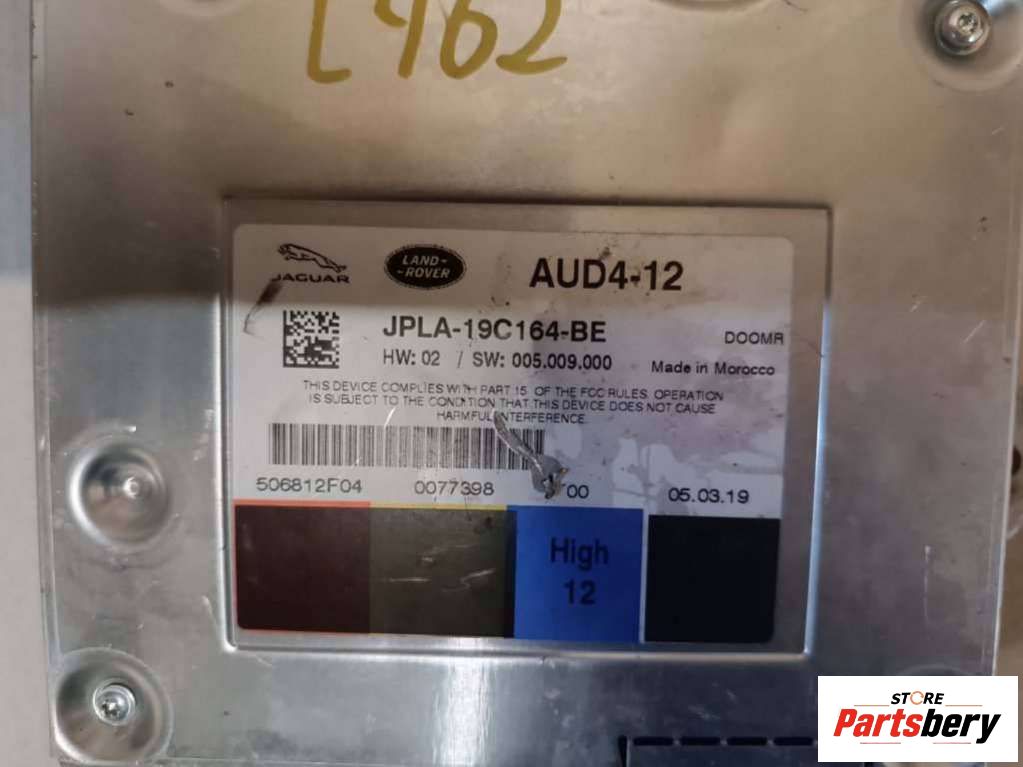 L462
JAGUAR
LAND-
-ROVER
AUD4-12
JPLA-19C164-BE
DOOMR
HW: 02 / SW: 005.009.000
Made in Morocco
THIS DEVICE COMPLIES WITH PART 15 OF THE FCC RULES. OPERATION
IS SUBJECT TO THE CONDITION THAT THIS DEVICE DOES NOT CAUSE
HARMFUL INTERFERENCE.
506812F04 0077398 00 05.03.19
High
12
STORE
Partsbery